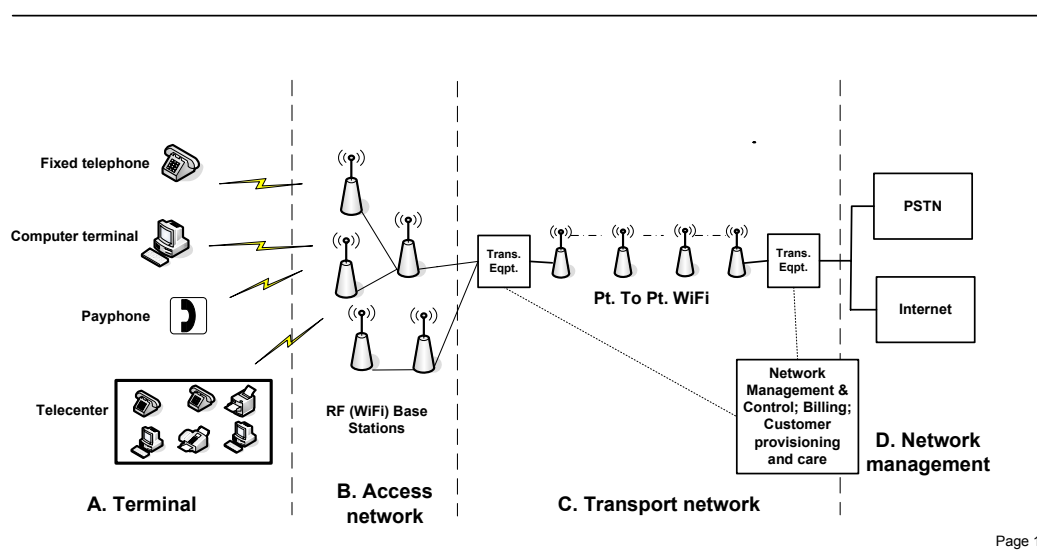 Fixed telephone
Computer terminal
Payphone
Telecenter
A. Terminal
RF (WiFi) Base
Stations
B. Access
network
Trans.
Eqpt.
Pt. To Pt. WiFi
Trans.
Eqpt.
C. Transport network
PSTN
Internet
Network
Management &
Control; Billing;
Customer
provisioning
and care
D. Network
management
Page 1